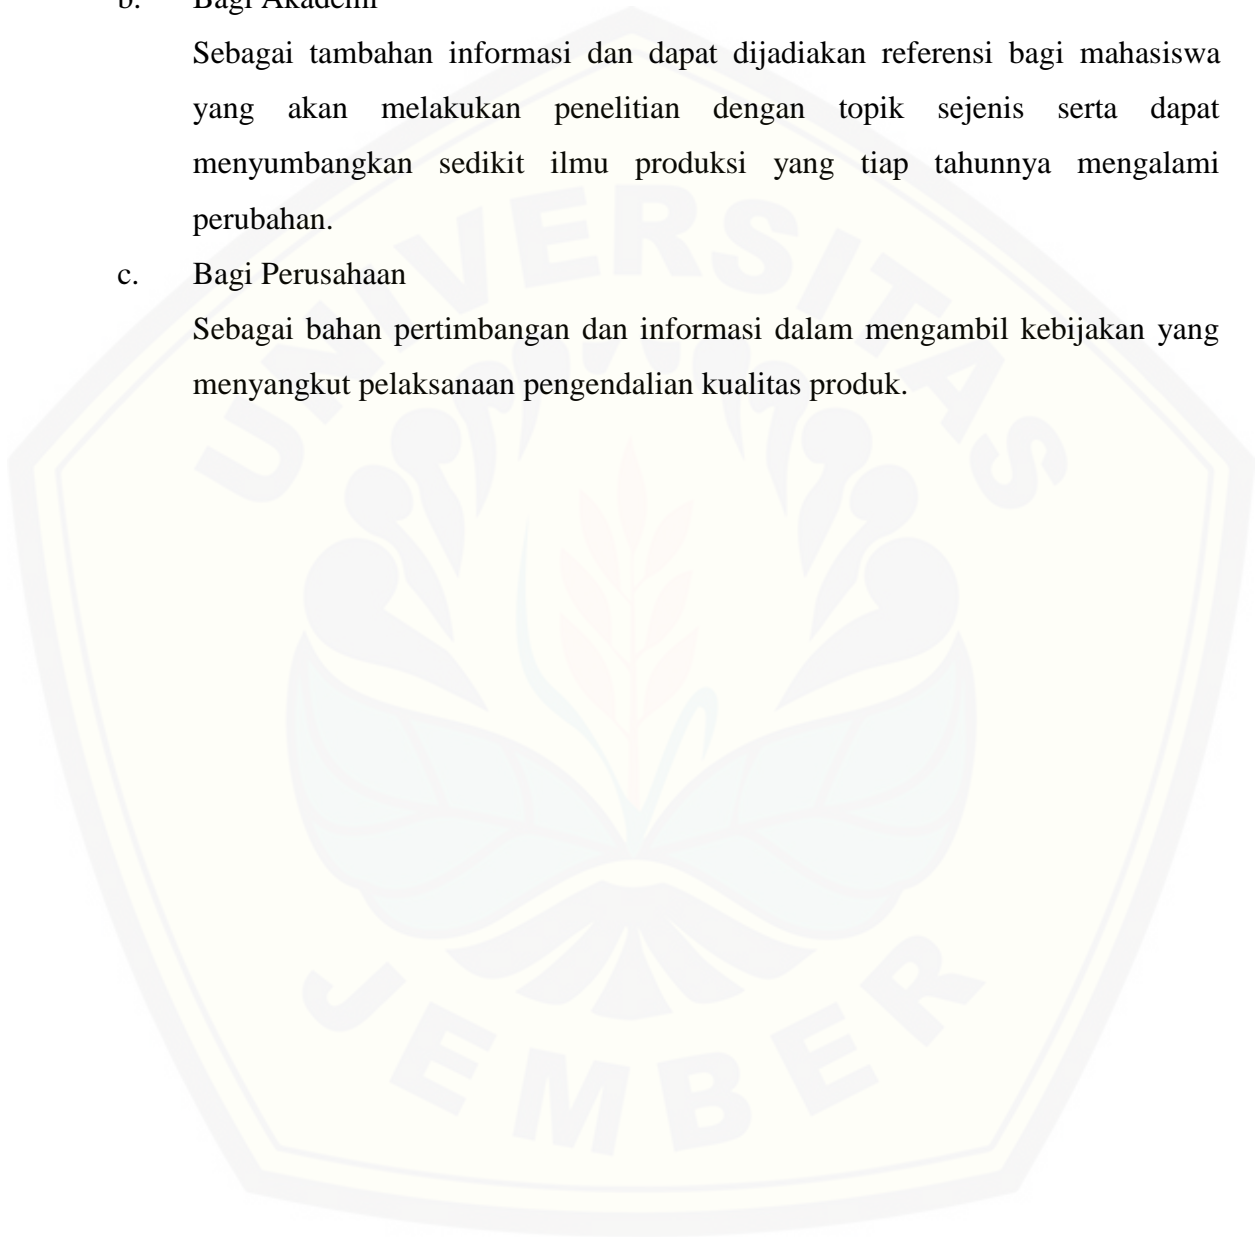 b. Bagi Akademi
Sebagai tambahan informasi dan dapat dijadiakan referensi bagi mahasiswa
yang akan melakukan penelitian dengan topik sejenis serta dapat
menyumbangkan sedikit ilmu produksi yang tiap tahunnya mengalami
perubahan.
c. Bagi Perusahaan
Sebagai bahan pertimbangan dan informasi dalam mengambil kebijakan yang
menyangkut pelaksanaan pengendalian kualitas produk.
UNIVERSITAS
JEMBER